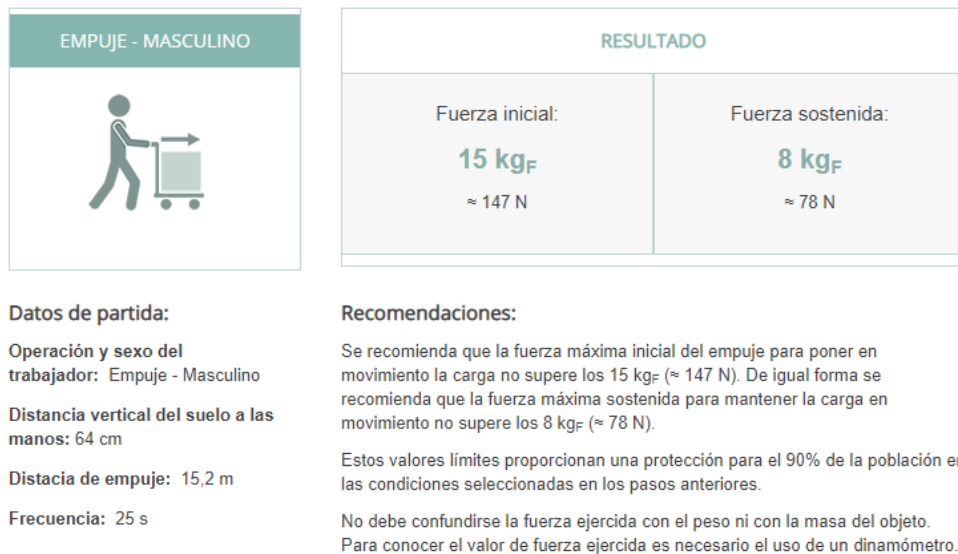 EMPUJE - MASCULINO
RESULTADO
Fuerza inicial:
15 kgF
≈ 147 N
Fuerza sostenida:
8 kgF
≈ 78 N
Datos de partida:
Operación y sexo del
trabajador: Empuje - Masculino
Distancia vertical del suelo a las
manos: 64 cm
Distacia de empuje: 15,2 m
Frecuencia: 25 s
Recomendaciones:
Se recomienda que la fuerza máxima inicial del empuje para poner en
movimiento la carga no supere los 15 kgF (≈ 147 N). De igual forma se
recomienda que la fuerza máxima sostenida para mantener la carga en
movimiento no supere los 8 kgF (≈ 78 N).
Estos valores límites proporcionan una protección para el 90% de la población en
las condiciones seleccionadas en los pasos anteriores.
No debe confundirse la fuerza ejercida con el peso ni con la masa del objeto.
Para conocer el valor de fuerza ejercida es necesario el uso de un dinamómetro.